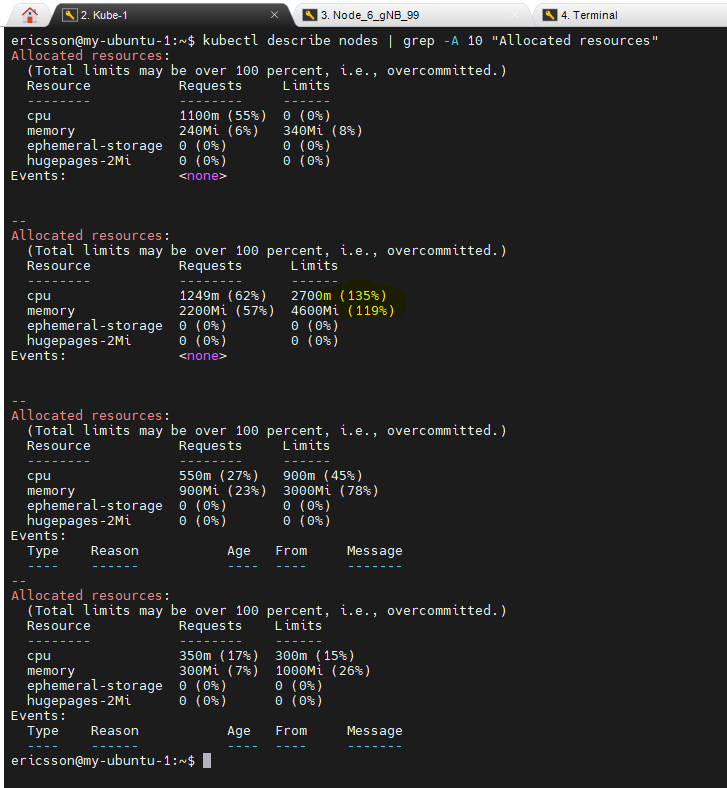 2. Kube-1
3. Node_6_gNB_99
4. Terminal
ericsson@my-ubuntu-1:~$ kubectl describe nodes | grep -A 10 "Allocated resources"
Allocated resources:
  (Total limits may be over 100 percent, i.e., overcommitted.)
  Resource           Requests     Limits
  --------           --------     ------
  cpu                1100m (55%)  0 (0%)
  memory             240Mi (6%)   340Mi (8%)
  ephemeral-storage  0 (0%)       0 (0%)
  hugepages-2Mi      0 (0%)       0 (0%)
Events:              <none>
--
Allocated resources:
  (Total limits may be over 100 percent, i.e., overcommitted.)
  Resource           Requests      Limits
  --------           --------      ------
  cpu                1249m (62%)   2700m (135%)
  memory             2200Mi (57%)  4600Mi (119%)
  ephemeral-storage  0 (0%)        0 (0%)
  hugepages-2Mi      0 (0%)        0 (0%)
Events:              <none>
--
Allocated resources:
  (Total limits may be over 100 percent, i.e., overcommitted.)
  Resource           Requests     Limits
  --------           --------     ------
  cpu                550m (27%)   900m (45%)
  memory             900Mi (23%)  3000Mi (78%)
  ephemeral-storage  0 (0%)       0 (0%)
  hugepages-2Mi      0 (0%)       0 (0%)
Events:
  Type    Reason           Age   From     Message
  ----    ------           ----  ----     -------
--
Allocated resources:
  (Total limits may be over 100 percent, i.e., overcommitted.)
  Resource           Requests    Limits
  --------           --------    ------
  cpu                350m (17%)  300m (15%)
  memory             300Mi (7%)  1000Mi (26%)
  ephemeral-storage  0 (0%)      0 (0%)
  hugepages-2Mi      0 (0%)      0 (0%)
Events:
  Type    Reason           Age   From     Message
  ----    ------           ----  ----     -------
ericsson@my-ubuntu-1:~$